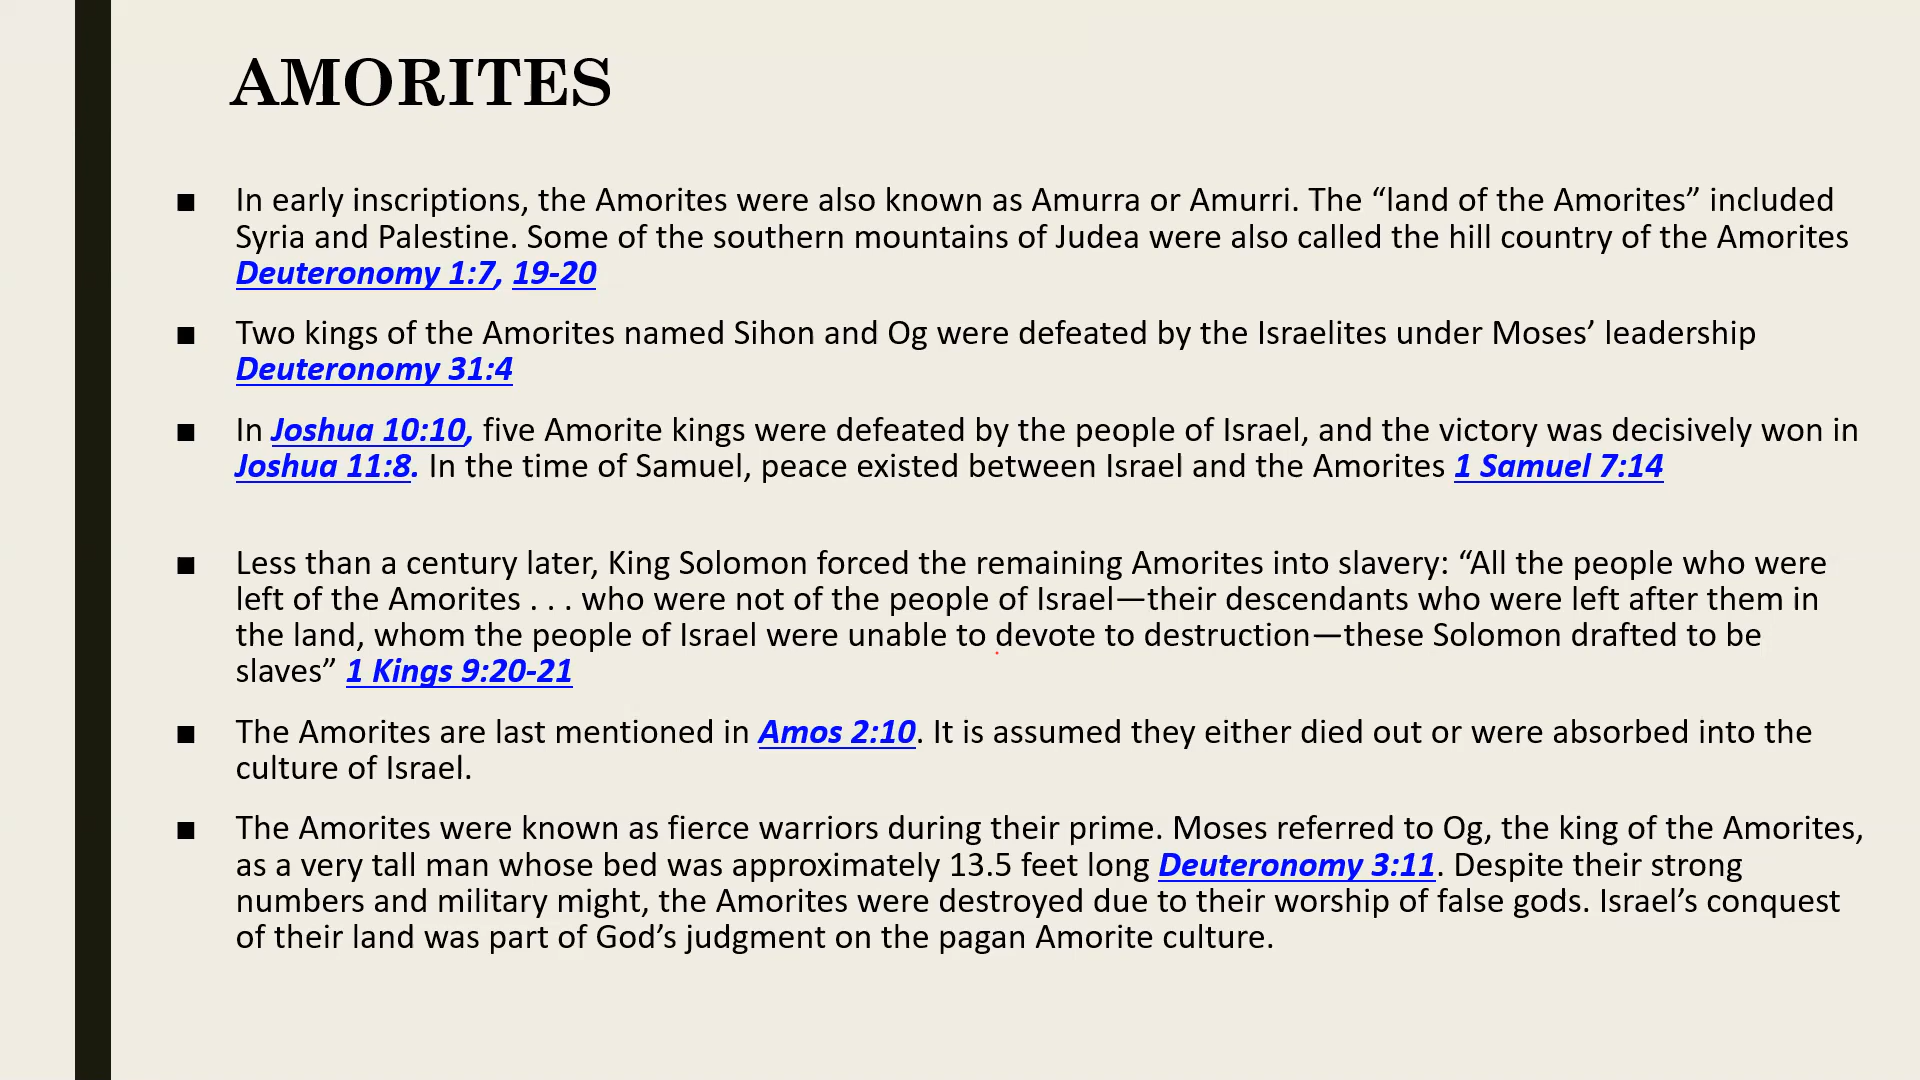 AMORITES
■ In early inscriptions, the Amorites were also known as Amurra or Amurri. The “land of the Amorites” included
Syria and Palestine. Some of the southern mountains of Judea were also called the hill country of the Amorites
Deuteronomy 1:7, 19-20
■ Two kings of the Amorites named Sihon and Og were defeated by the Israelites under Moses’ leadership
Deuteronomy 31:4
■ In Joshua 10:10, five Amorite kings were defeated by the people of Israel, and the victory was decisively won in
Joshua 11:8. In the time of Samuel, peace existed between Israel and the Amorites 1 Samuel 7:14
■ Less than a century later, King Solomon forced the remaining Amorites into slavery: “All the people who were
left of the Amorites . . . who were not of the people of Israel—their descendants who were left after them in
the land, whom the people of Israel were unable to devote to destruction—these Solomon drafted to be
slaves” 1 Kings 9:20-21
■ The Amorites are last mentioned in Amos 2:10. It is assumed they either died out or were absorbed into the
culture of Israel.
■ The Amorites were known as fierce warriors during their prime. Moses referred to Og, the king of the Amorites,
as a very tall man whose bed was approximately 13.5 feet long Deuteronomy 3:11. Despite their strong
numbers and military might, the Amorites were destroyed due to their worship of false gods. Israel’s conquest
of their land was part of God’s judgment on the pagan Amorite culture.